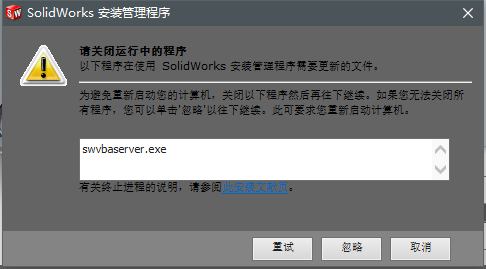 SolidWorks 安装管理程序
请关闭运行中的程序
以下程序在使用 SolidWorks 安装管理程序需要更新的文件。
为避免重新启动您的计算机，关闭以下程序然后再往下继续。如果您无法关闭所
有程序，您可以单击'忽略'以往下继续。此可要求您重新启动计算机。
swvbaserver.exe
有关终止进程的说明，请参阅此安装文献页。
重试
忽略
取消